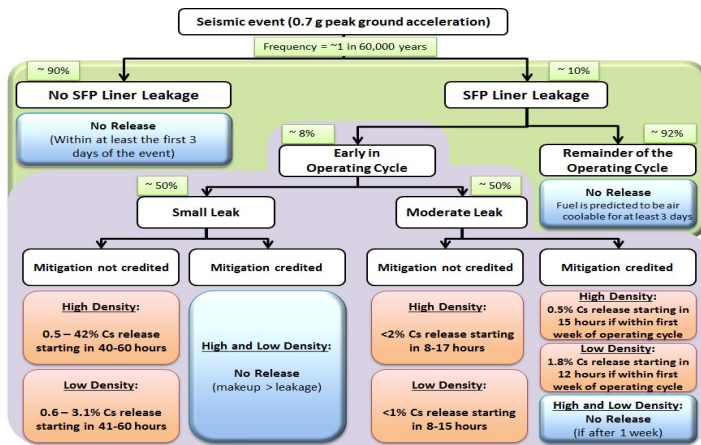 Seismic event (0.7 g peak ground acceleration)
Frequency = ~1 in 60,000 years
~ 90%
~ 10%
No SFP Liner Leakage
SFP Liner Leakage
No Release
(Within at least the first 3
days of the event)
~ 8%
~ 92%
Early in
Operating Cycle
Remainder of the
Operating Cycle
No Release
Fuel is predicted to be air
coolable for at least 3 days
~ 50%
~ 50%
Small Leak
Moderate Leak
Mitigation not credited
Mitigation credited
Mitigation not credited
Mitigation credited
High Density:
0.5 – 42% Cs release
starting in 40-60 hours
Low Density:
0.6 – 3.1% Cs release
starting in 41-60 hours
High and Low Density:
No Release
(makeup > leakage)
High Density:
<2% Cs release starting
in 8-17 hours
Low Density:
<1% Cs release starting
in 8-15 hours
High Density:
0.5% Cs release starting in
15 hours if within first
week of operating cycle
Low Density:
1.8% Cs release starting in
12 hours if within first
week of operating cycle
High and Low Density:
No Release
(if after 1 week)